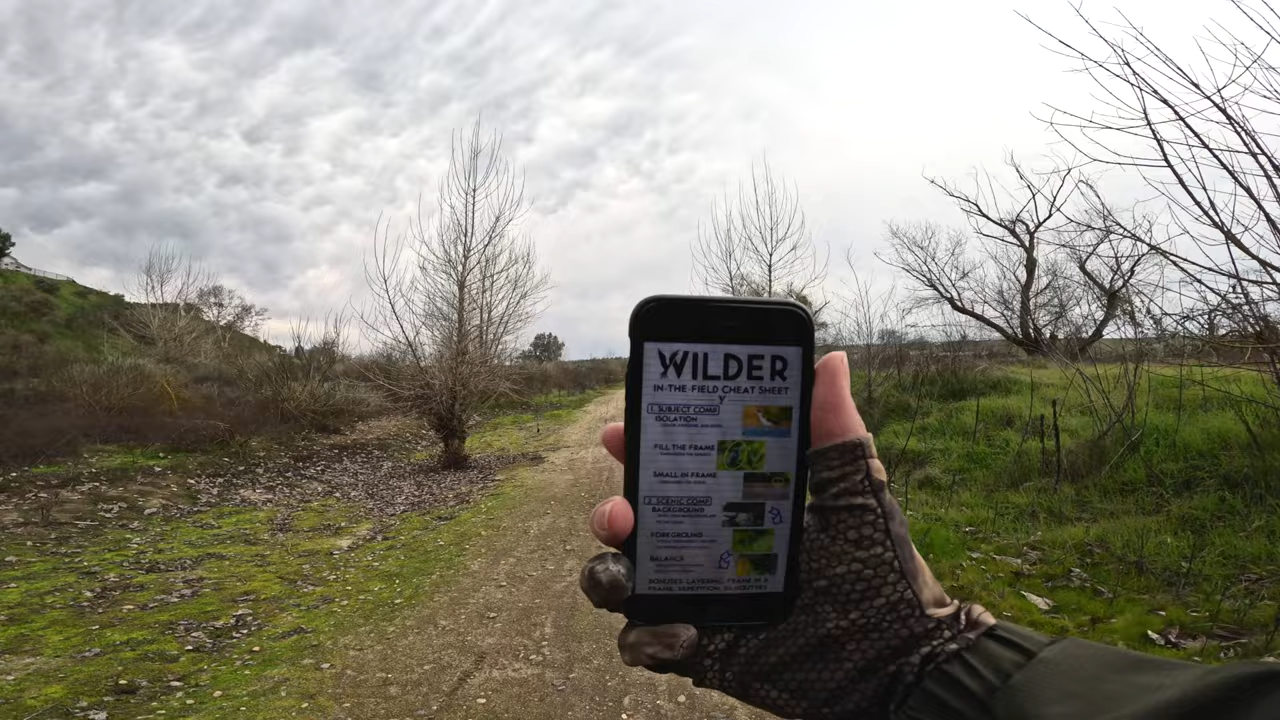 WILDER
IN-THE-FIELD CHEAT SHEET
1. SUBJECT COMP
ISOLATION
FILL THE FRAME
SMALL IN FRAME
2. SCENIC COMP
BACKGROUND
FOREGROUND
BALANCE
BONUSES: LAYERING, FRAME IN A
FRAME, REPETITION, SILHOUTTES